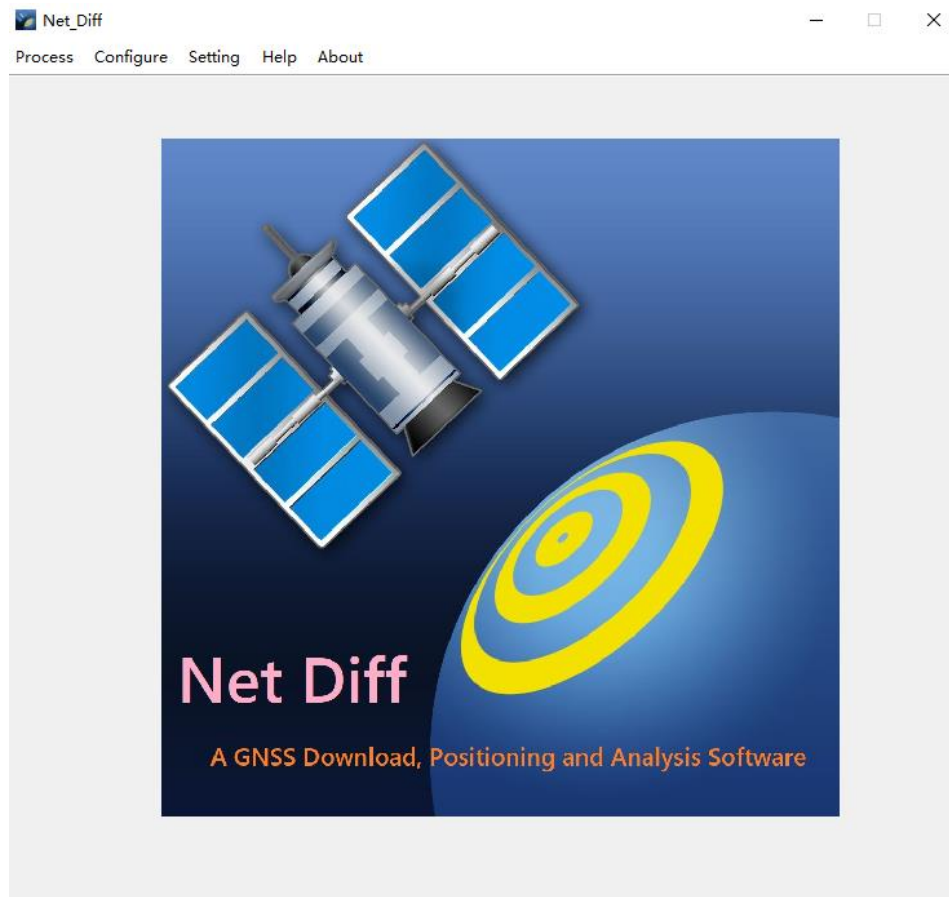 Net_Diff
Process Configure Setting Help About
Net Diff
A GNSS Download, Positioning and Analysis Software